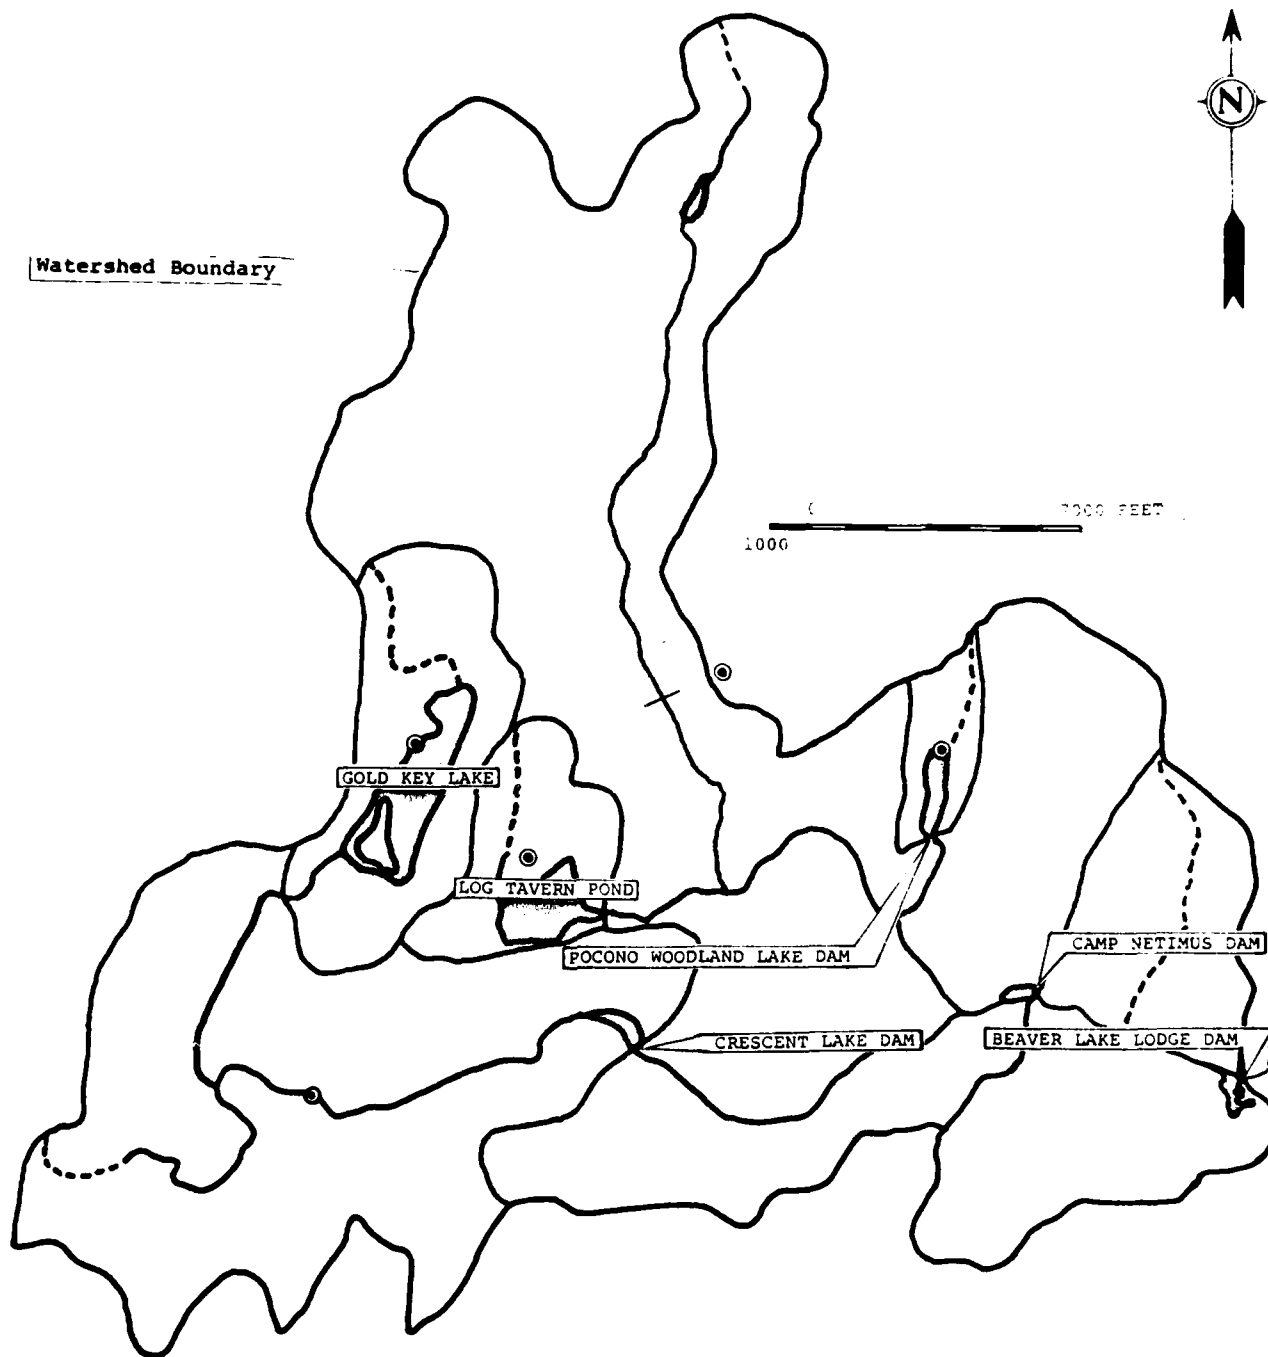 N
Watershed Boundary
7000 FEET
1000
GOLD KEY LAKE
LOG TAVERN POND
POCONO WOODLAND LAKE DAM
CAMP NETIMUS DAM
CRESCENT LAKE DAM
BEAVER LAKE LODGE DAM